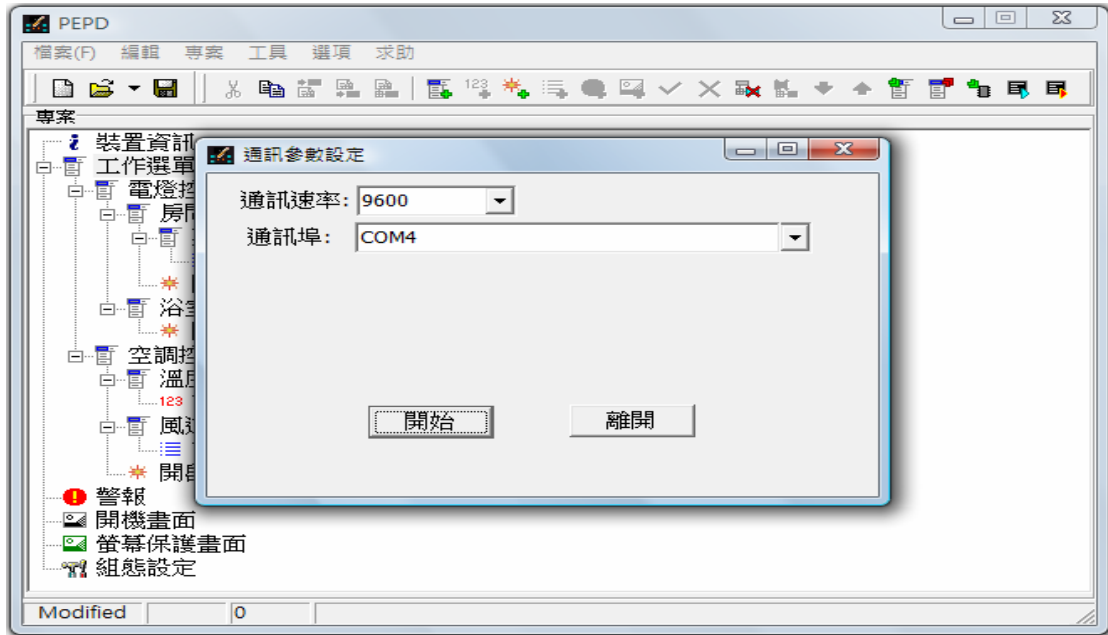 PEPD
檔案(F) 編輯 專案 工具 選項 求助
專案
裝置資訊
工作選單
通訊參數設定
電燈控
通訊速率: 9600
房間
通訊埠: COM4
浴室
空調控
溫度
123
風速
開始 離開
開啟
警報
開機畫面
螢幕保護畫面
組態設定
Modified 0